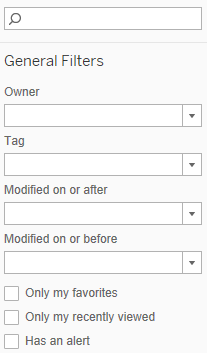 General Filters
Owner
Tag
Modified on or after
Modified on or before
Only my favorites
Only my recently viewed
Has an alert